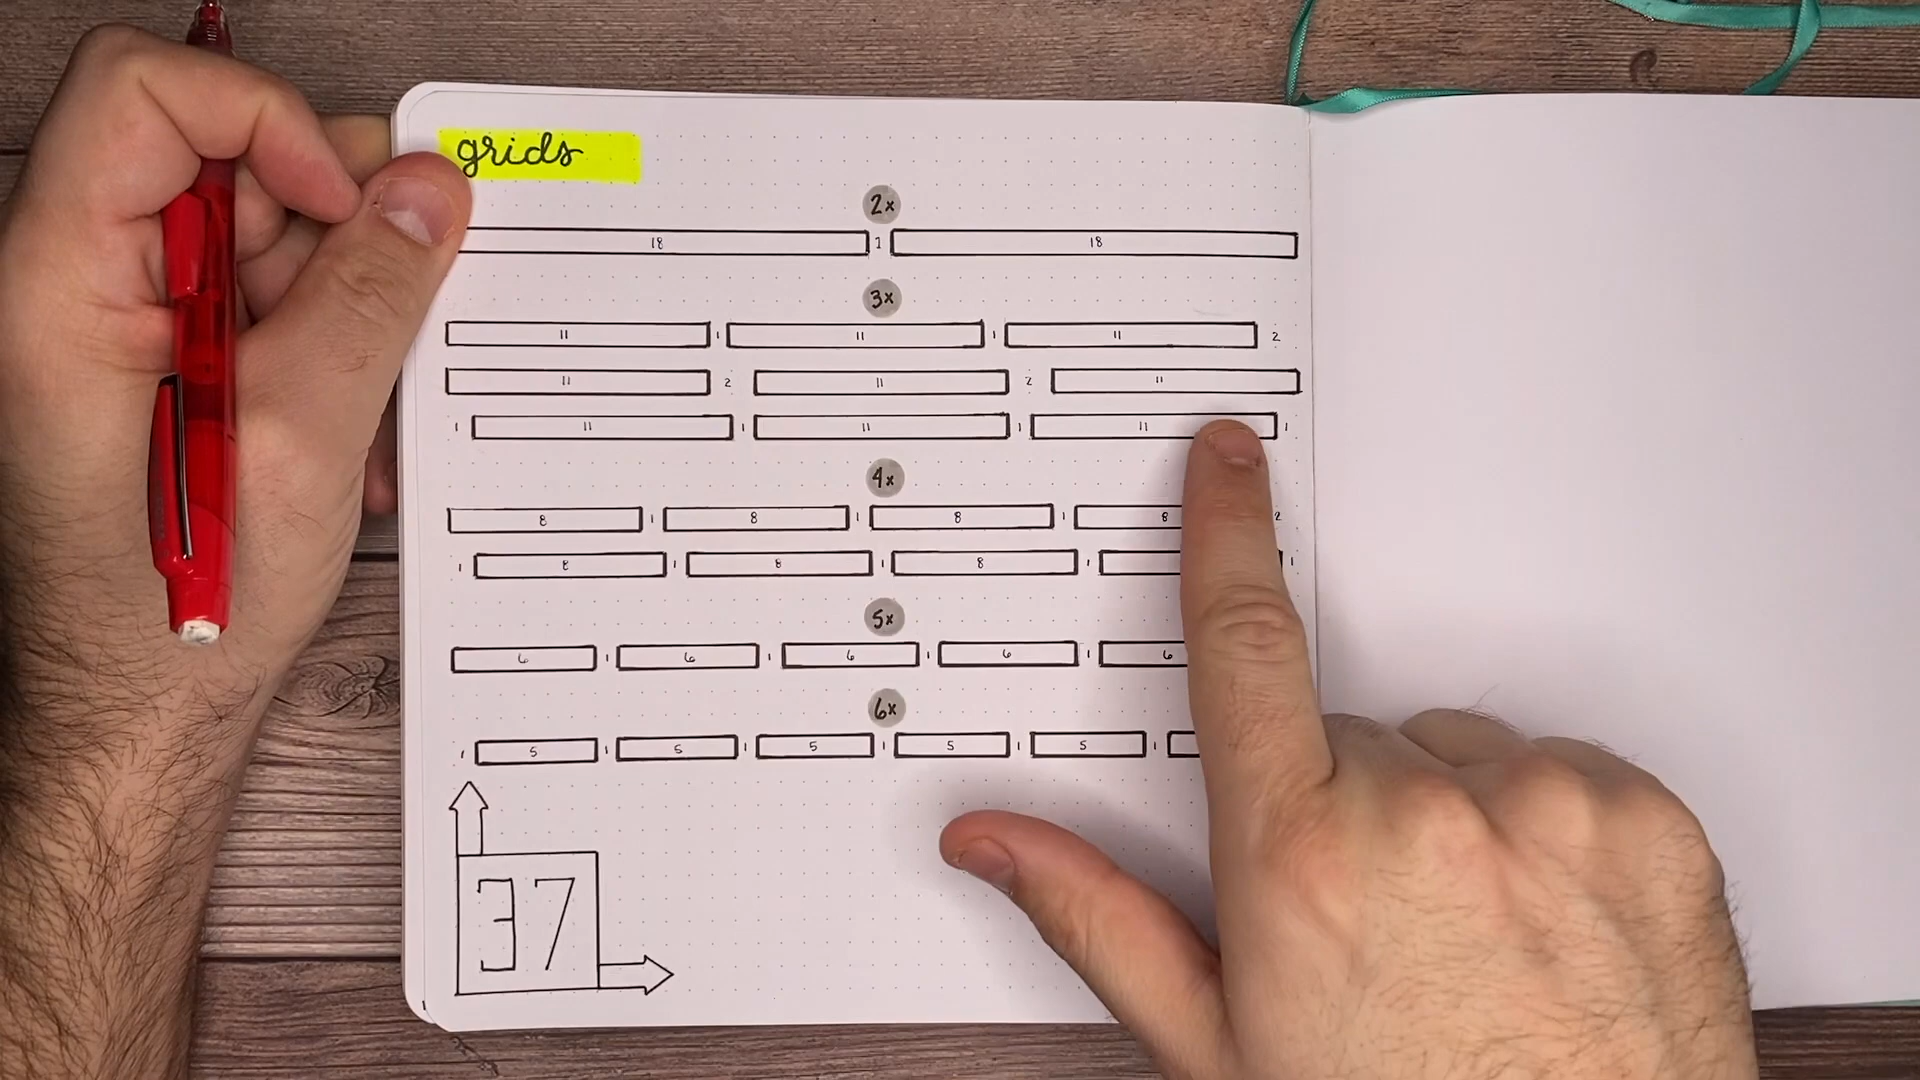 grids
2x
18 1 18
3x
11 1 11 1 11 2
11 2 11 2 11
1 11 1 11 1 11 1
4x
8 1 8 1 8 1 8 2
1 8 1 8 1 8 1 1
5x
6 1 6 1 6 1 6 1 6
6x
1 5 1 5 1 5 1 5 1 5 1
37